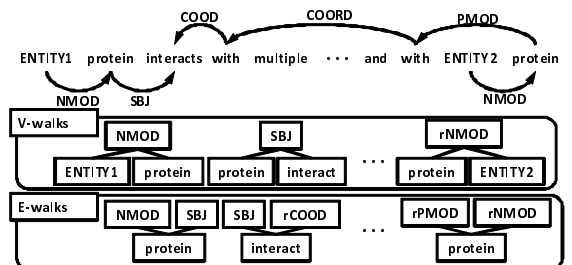 COOD COORD PMOD
ENTITY1 protein interacts with multiple ··· and with ENTITY2 protein
NMOD SBJ NMOD
V-walks
NMOD SBJ rNMOD
ENTITY1 protein protein interact ··· protein ENTITY2
E-walks
NMOD SBJ SBJ rCOOD ··· rPMOD rNMOD
protein interact protein